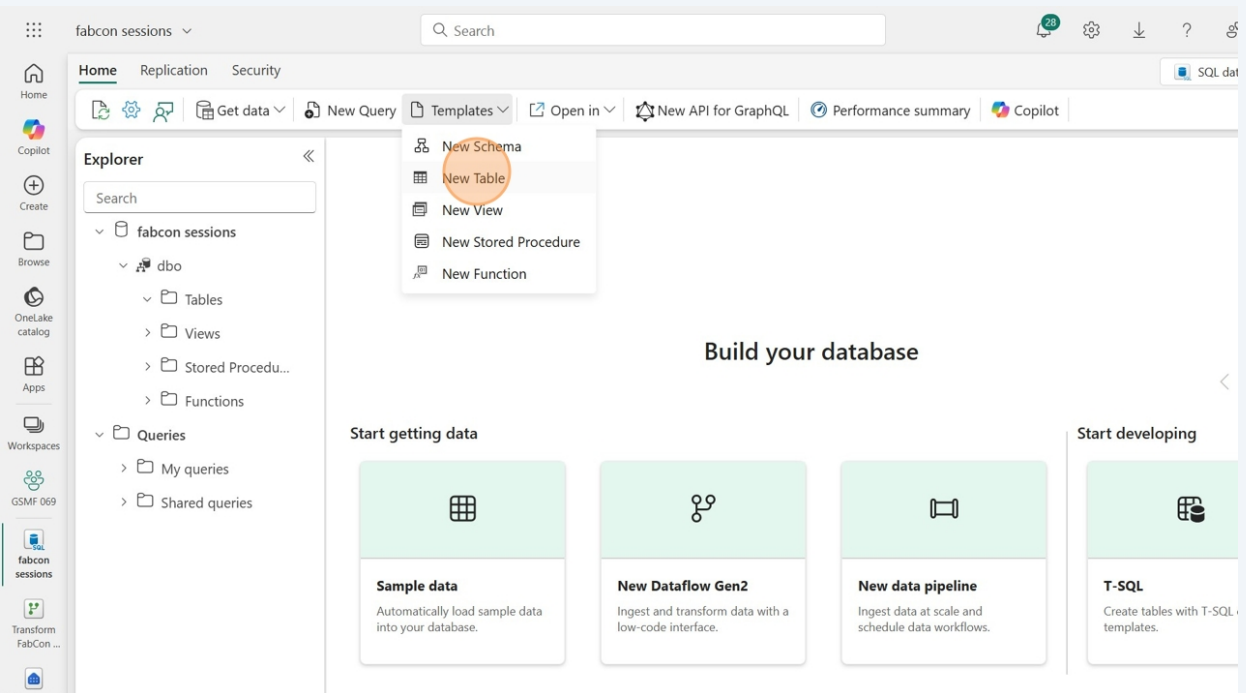 fabcon sessions
Search
28
Home Replication Security
SQL dat
Get data New Query Templates Open in New API for GraphQL Performance summary Copilot
Home
Copilot
Create
Browse
OneLake
catalog
Apps
Workspaces
GSMF 069
SQL
fabcon
sessions
Transform
FabCon ...
Explorer
Search
fabcon sessions
dbo
Tables
Views
Stored Procedu...
Functions
Queries
My queries
Shared queries
New Schema
New Table
New View
New Stored Procedure
New Function
Build your database
Start getting data
Sample data
Automatically load sample data
into your database.
New Dataflow Gen2
Ingest and transform data with a
low-code interface.
New data pipeline
Ingest data at scale and
schedule data workflows.
Start developing
T-SQL
Create tables with T-SQL
templates.